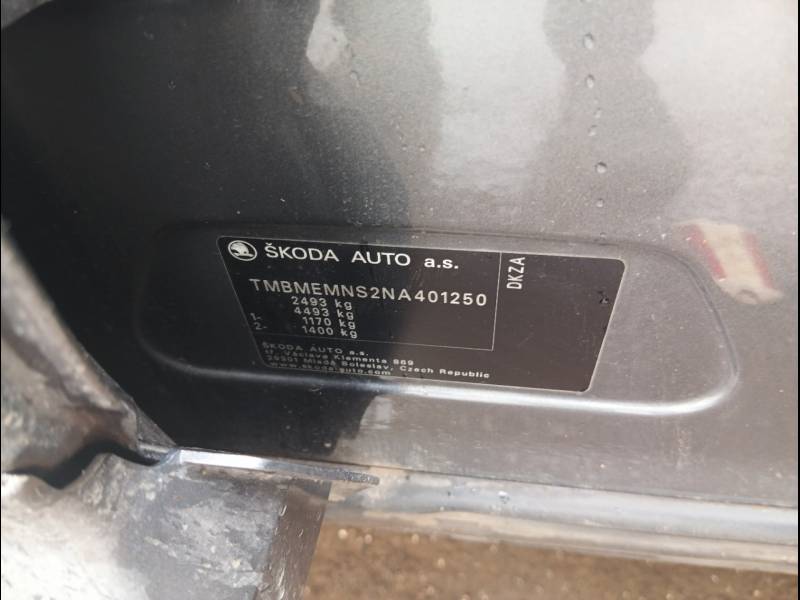 ŠKODA AUTO a.s.
DKZA
TMBMEMNS2NA401250
2493 kg
4493 kg
1- 1170 kg
2- 1400 kg
ŠKODA AUTO a.s.
tř. Václava Klementa 869
29301 Mladá Boleslav, Czech Republic
www.skoda-auto.com